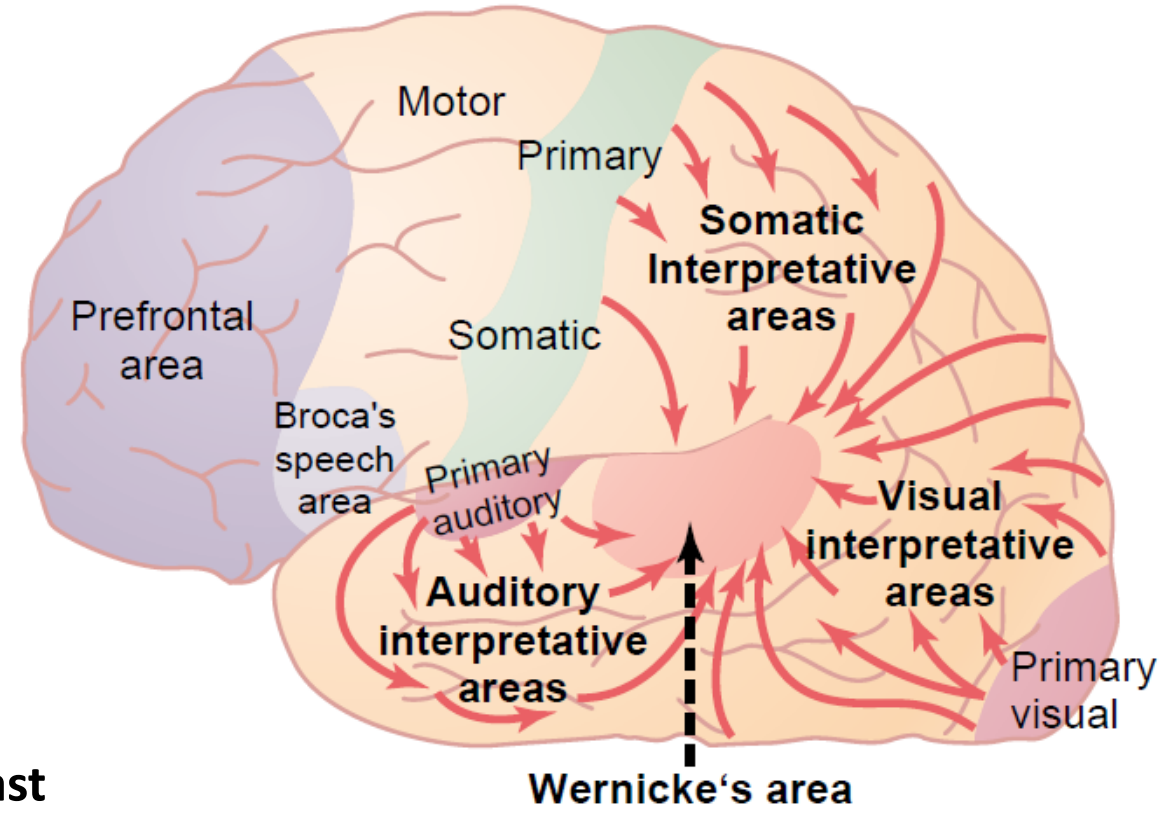 Motor
Primary
Somatic
Interpretative
areas
Prefrontal
area
Somatic
Broca's
speech
area
Primary
auditory
Visual
interpretative
areas
Auditory
interpretative
areas
Primary
visual
Wernicke‘s area